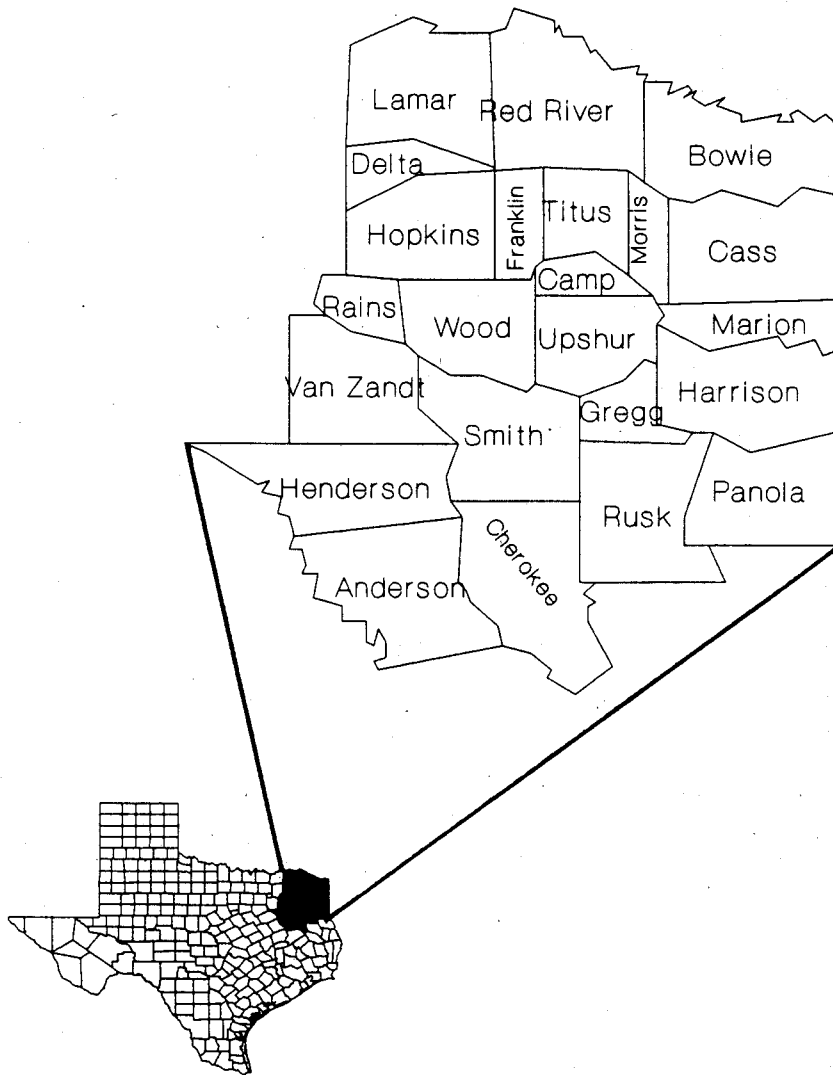 Lamar
Red River
Bowie
Delta
Hopkins
Franklin
Titus
Morris
Cass
Camp
Rains
Wood
Upshur
Marion
Van Zandt
Gregg
Harrison
Smith
Henderson
Rusk
Panola
Anderson
Cherokee